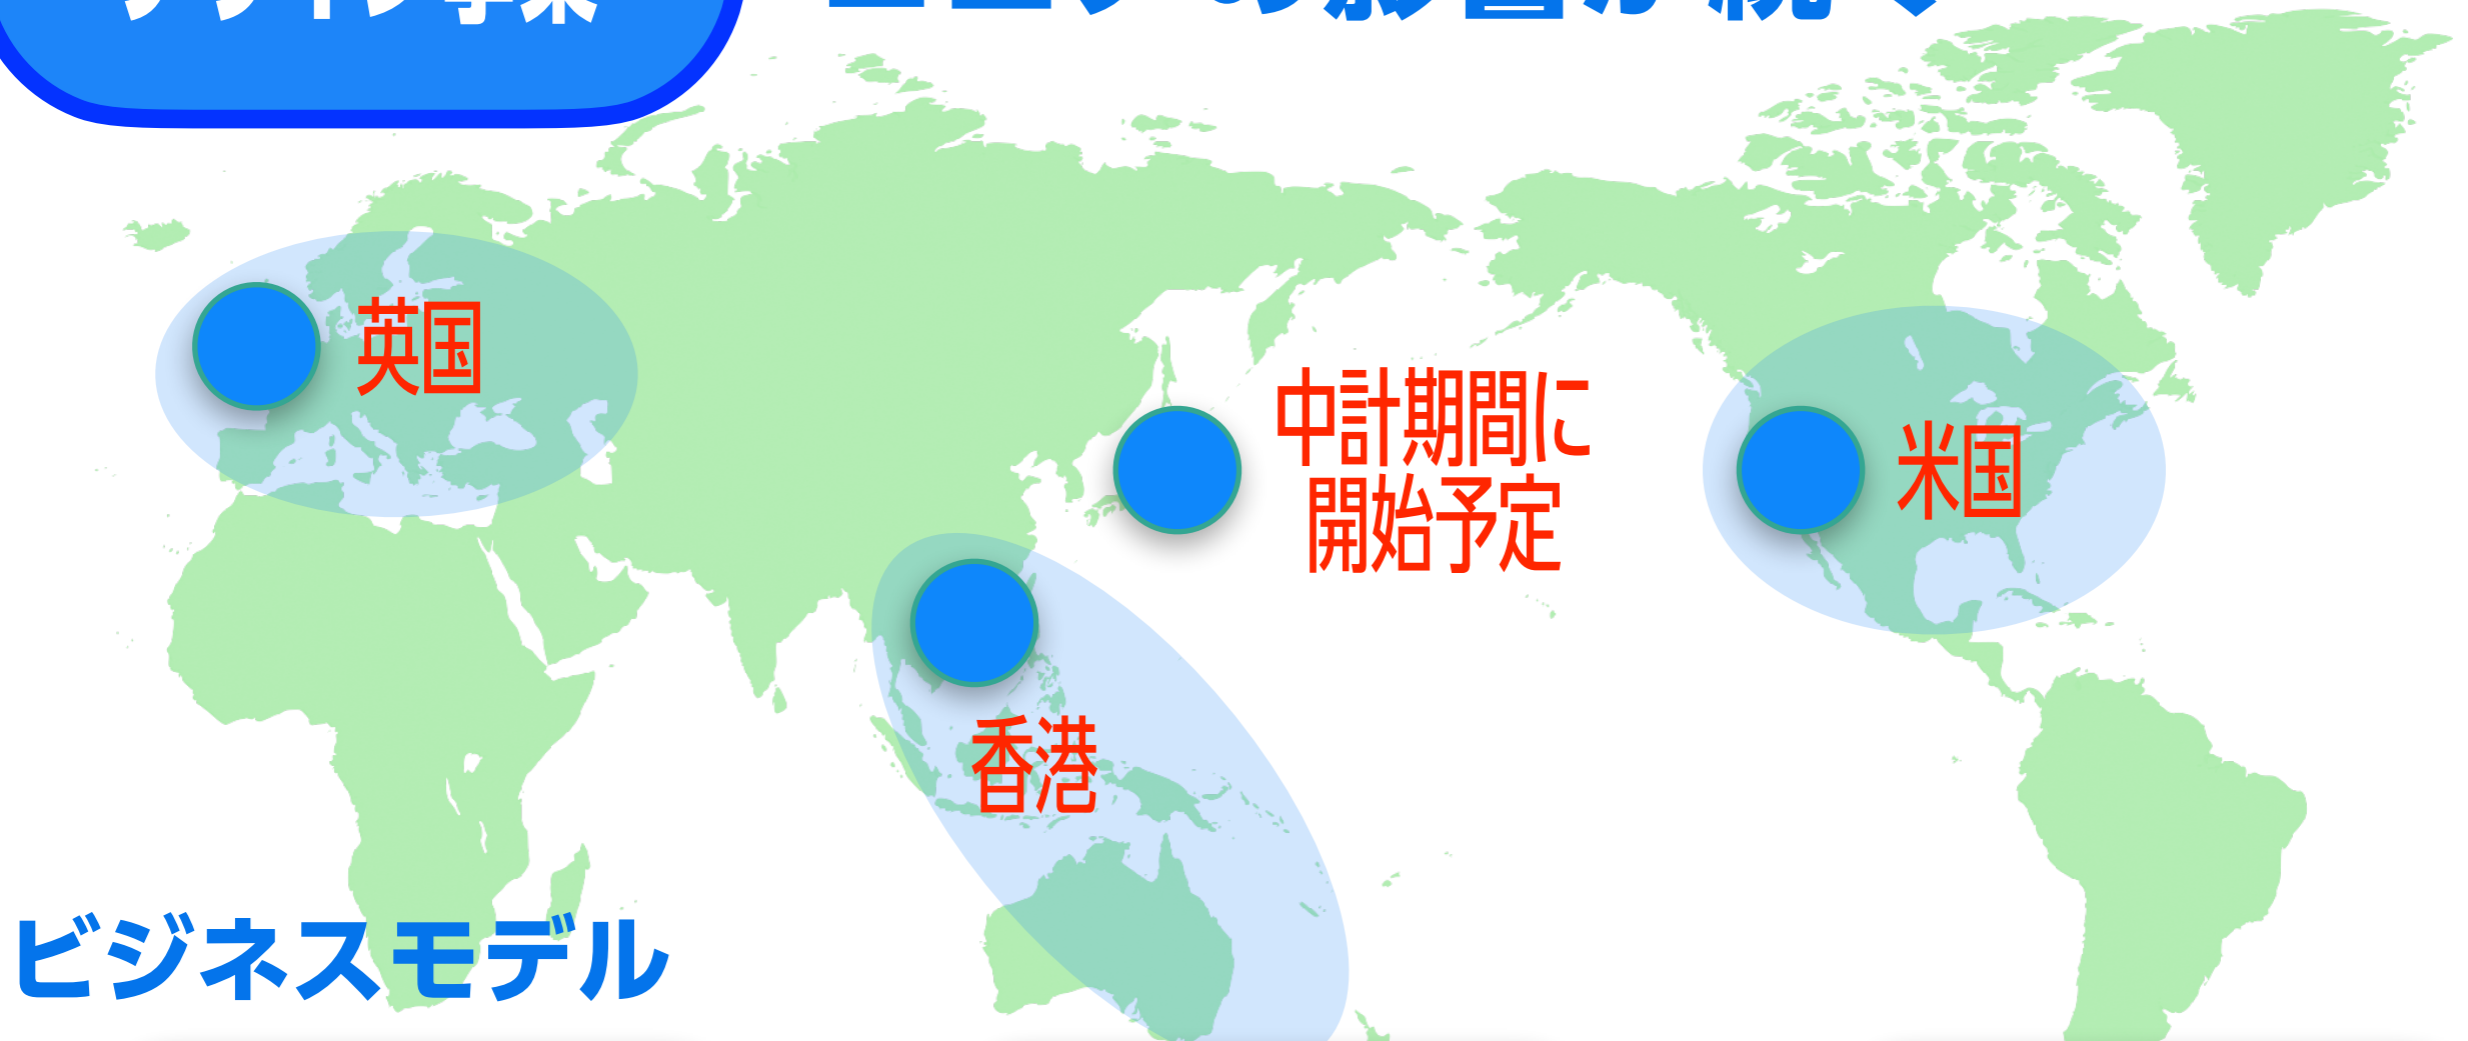 英国
中計期間に
開始予定
米国
香港
ビジネスモデル